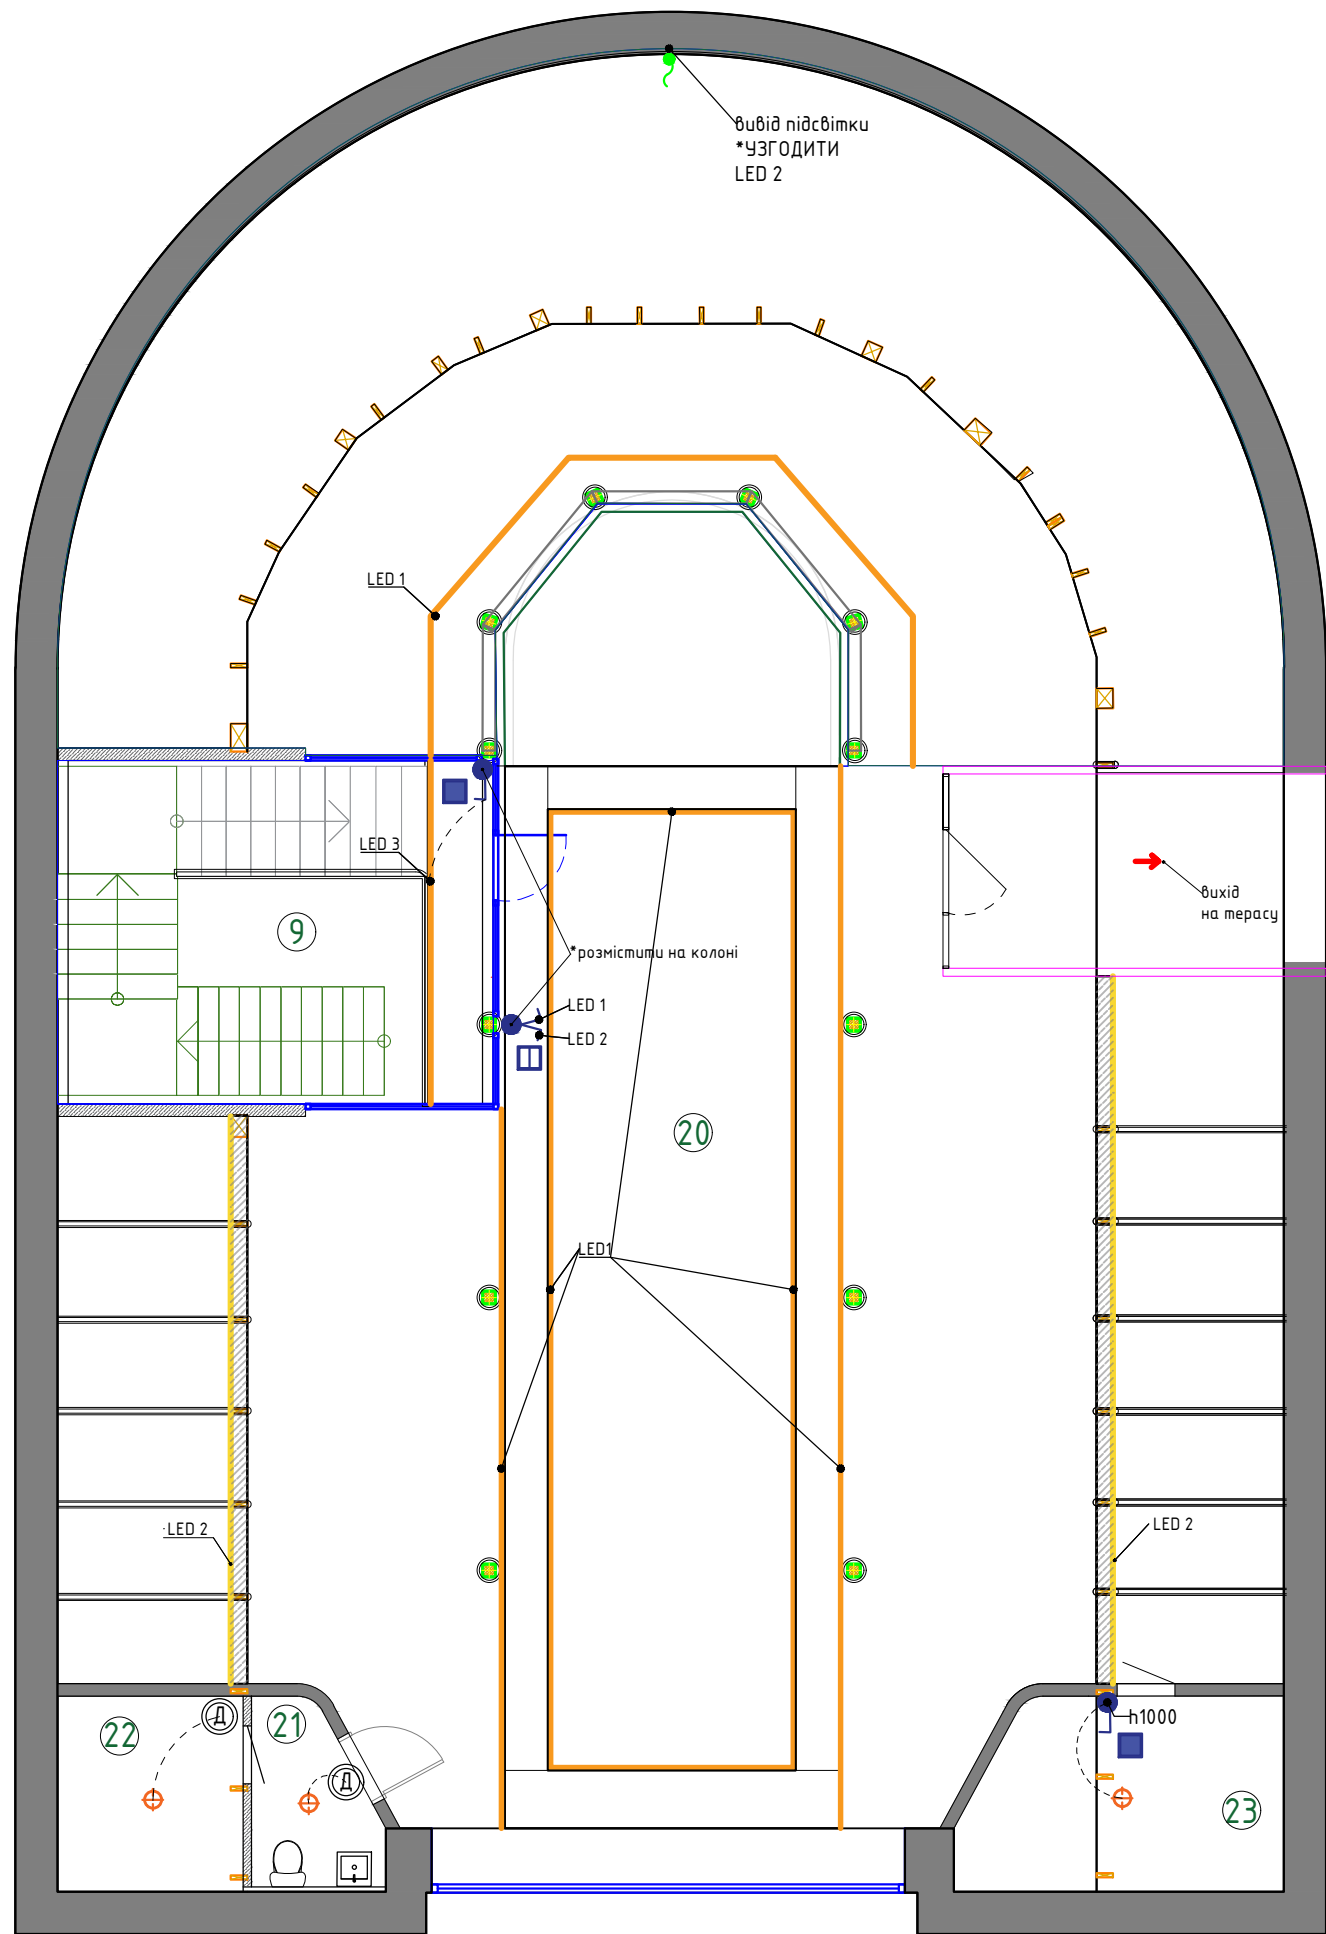 вивід підсвітки
*УЗГОДИТИ
LED 2
LED 1
LED 3
вихід
на терасу
9
*розмістити на колоні
LED 1
LED 2
20
LED1
LED 2
LED 2
22
Д
21
Д
h1000
23